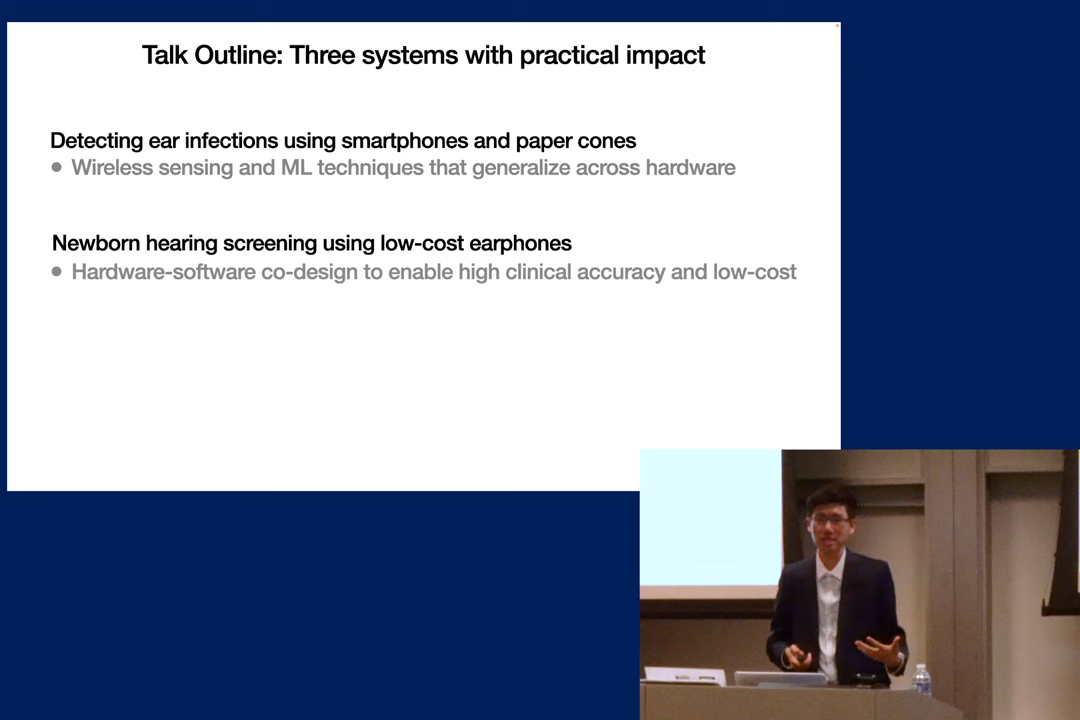 Talk Outline: Three systems with practical impact
Detecting ear infections using smartphones and paper cones
• Wireless sensing and ML techniques that generalize across hardware
Newborn hearing screening using low-cost earphones
• Hardware-software co-design to enable high clinical accuracy and low-cost